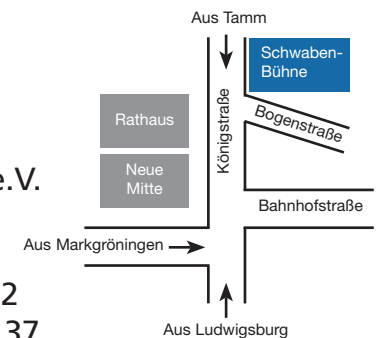 Aus Tamm
Schwaben-
Bühne
Rathaus
Königstraße
Bogenstraße
Neue
Mitte
e.V.
Bahnhofstraße
Aus Markgröningen
2
37
Aus Ludwigsburg